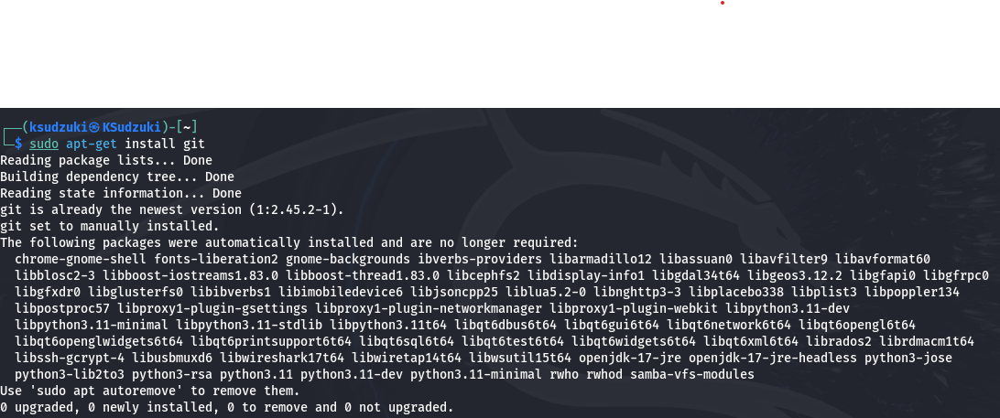 ┌──(ksudzuki㉿KSudzuki)-[~]
└─$ sudo apt-get install git
Reading package lists... Done
Building dependency tree... Done
Reading state information... Done
git is already the newest version (1:2.45.2-1).
git set to manually installed.
The following packages were automatically installed and are no longer required:
  chrome-gnome-shell fonts-liberation2 gnome-backgrounds ibverbs-providers libarmadillo12 libassuan0 libavfilter9 libavformat60
  libblosc2-3 libboost-iostreams1.83.0 libboost-thread1.83.0 libcephfs2 libdisplay-info1 libgdal34t64 libgeos3.12.2 libgfapi0 libgfrpc0
  libgfxdr0 libglusterfs0 libibverbs1 libimobiledevice6 libjsoncpp25 liblua5.2-0 libnghttp3-3 libplacebo338 libplist3 libpoppler134
  libpostproc57 libproxy1-plugin-gsettings libproxy1-plugin-networkmanager libproxy1-plugin-webkit libpython3.11-dev
  libpython3.11-minimal libpython3.11-stdlib libpython3.11t64 libqt6dbus6t64 libqt6gui6t64 libqt6network6t64 libqt6opengl6t64
  libqt6openglwidgets6t64 libqt6printsupport6t64 libqt6sql6t64 libqt6test6t64 libqt6widgets6t64 libqt6xml6t64 librados2 librdmacm1t64
  libssh-gcrypt-4 libusbmuxd6 libwireshark17t64 libwiretap14t64 libwsutil15t64 openjdk-17-jre openjdk-17-jre-headless python3-jose
  python3-lib2to3 python3-rsa python3.11 python3.11-dev python3.11-minimal rwho rwhod samba-vfs-modules
Use 'sudo apt autoremove' to remove them.
0 upgraded, 0 newly installed, 0 to remove and 0 not upgraded.